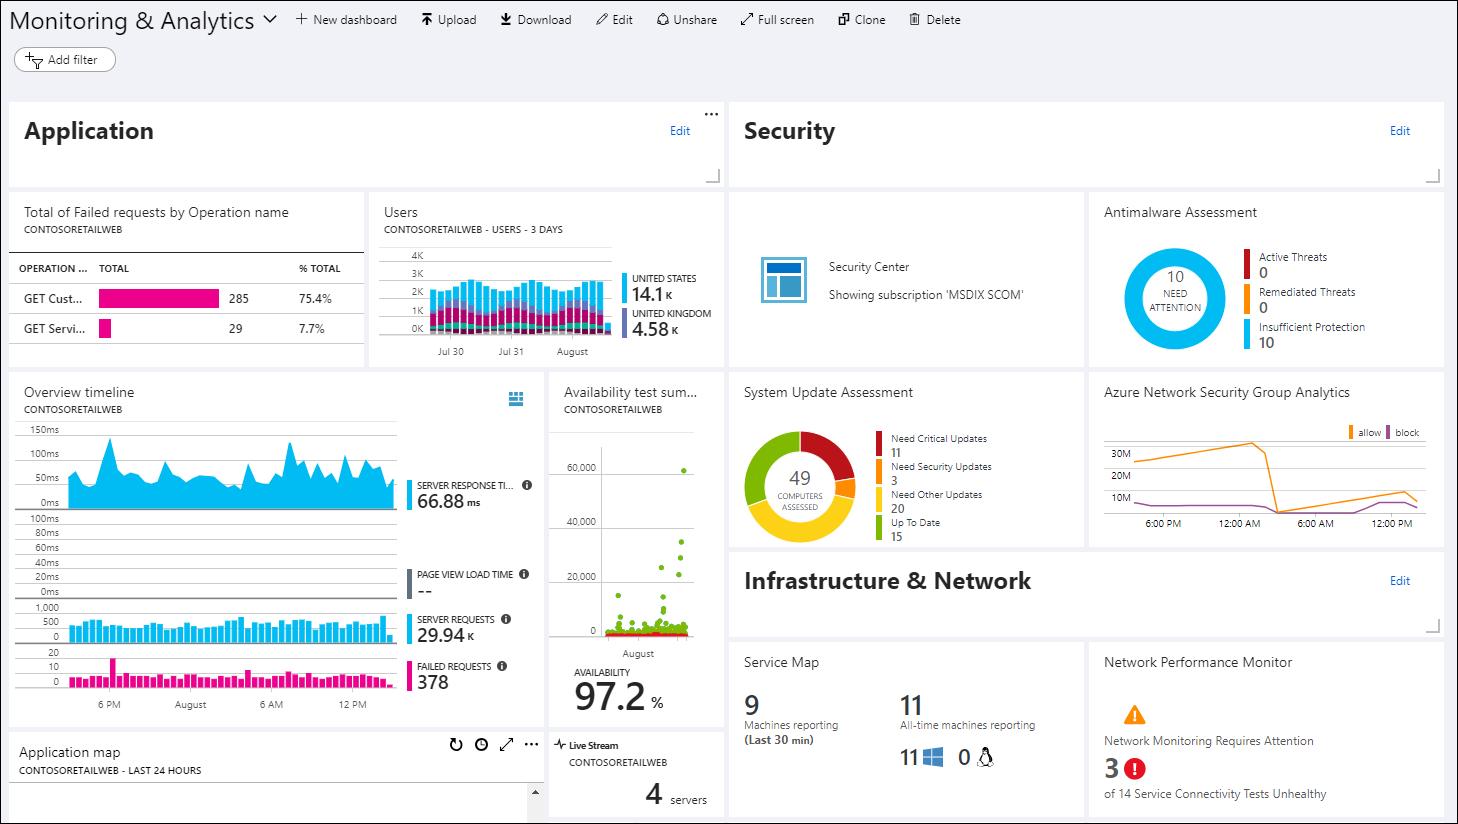 Monitoring & Analytics
New dashboard
Upload
Download
Edit
Unshare
Full screen
Clone
Delete
Add filter
Application
Edit
Total of Failed requests by Operation name
CONTOSORETAILWEB
OPERATION ... TOTAL % TOTAL
GET Cust... 285 75.4%
GET Servi... 29 7.7%
Users
CONTOSORETAILWEB - USERS - 3 DAYS
4K
3K
2K
1K
0K
Jul 30 Jul 31 August
UNITED STATES
14.1 K
UNITED KINGDOM
4.58 K
Overview timeline
CONTOSORETAILWEB
150ms
100ms
50ms
0ms
SERVER RESPONSE TI...
66.88 ms
100ms
80ms
60ms
40ms
20ms
0ms
PAGE VIEW LOAD TIME
--
1,000
500
0
SERVER REQUESTS
29.94 K
20
10
0
FAILED REQUESTS
378
6 PM August 6 AM 12 PM
Availability test sum...
CONTOSORETAILWEB
60,000
40,000
20,000
0
August
AVAILABILITY
97.2 %
Application map
CONTOSORETAILWEB - LAST 24 HOURS
Live Stream
CONTOSORETAILWEB
4 servers
Security
Edit
Security Center
Showing subscription 'MSDIX SCOM'
Antimalware Assessment
10
NEED
ATTENTION
Active Threats
0
Remediated Threats
0
Insufficient Protection
10
System Update Assessment
49
COMPUTERS
ASSESSED
Need Critical Updates
11
Need Security Updates
3
Need Other Updates
20
Up To Date
15
Azure Network Security Group Analytics
allow block
30M
20M
10M
6:00 PM 12:00 AM 6:00 AM 12:00 PM
Infrastructure & Network
Edit
Service Map
9
Machines reporting
(Last 30 min)
11
All-time machines reporting
11 0
Network Performance Monitor
Network Monitoring Requires Attention
3
of 14 Service Connectivity Tests Unhealthy